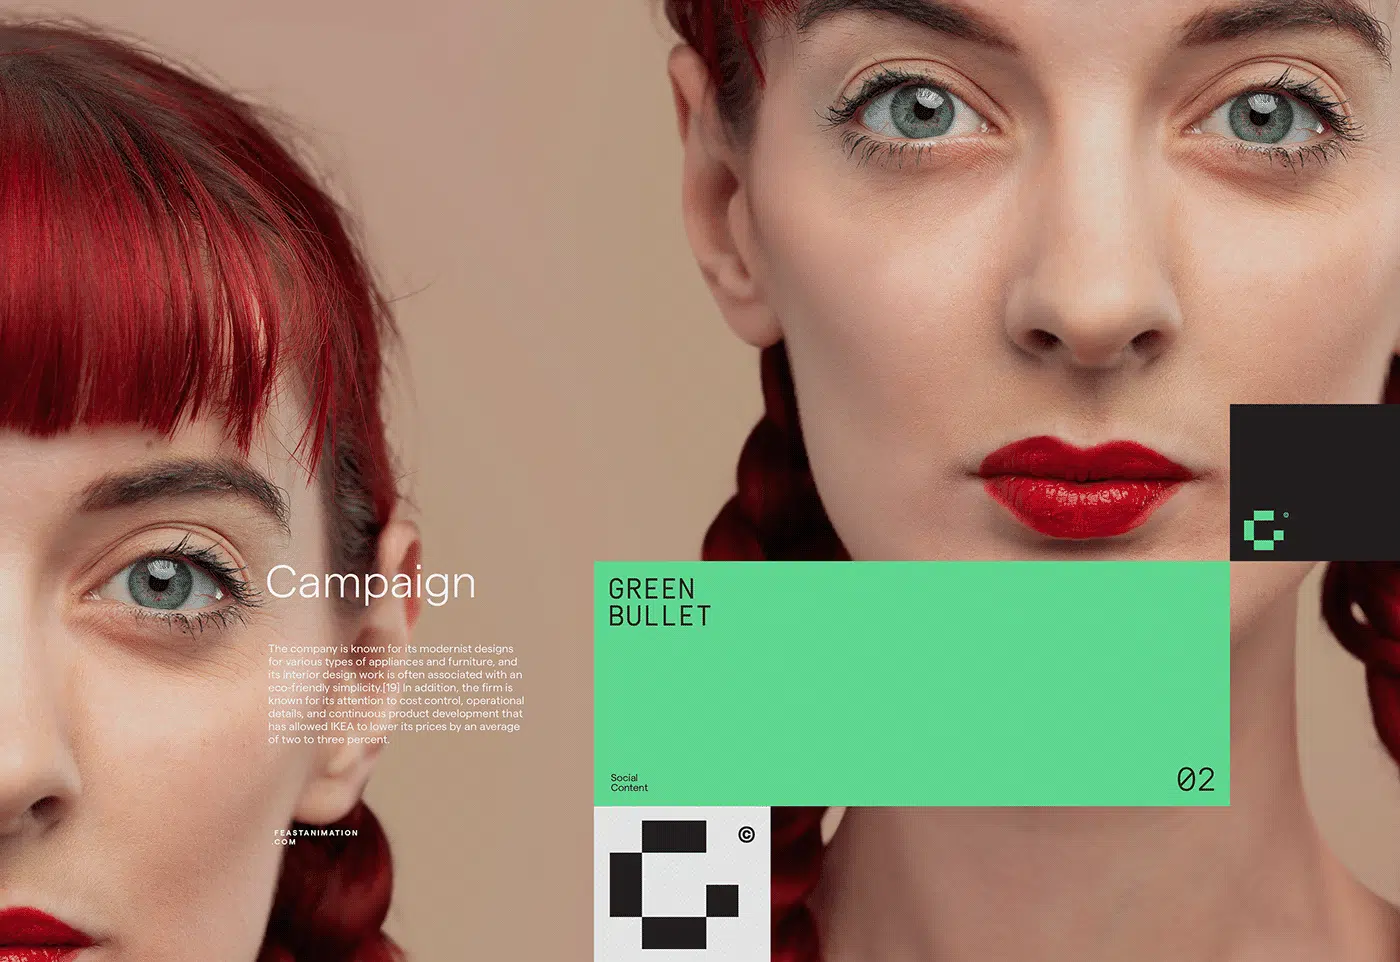 Campaign
The company is known for its modernist designs
for various types of appliances and furniture, and
its interior design work is often associated with an
eco-friendly simplicity.[19] In addition, the firm is
known for its attention to cost control, operational
details, and continuous product development that
has allowed IKEA to lower its prices by an average
of two to three percent.
FEASTANIMATION
.COM
GREEN
BULLET
Social
Content
02
©